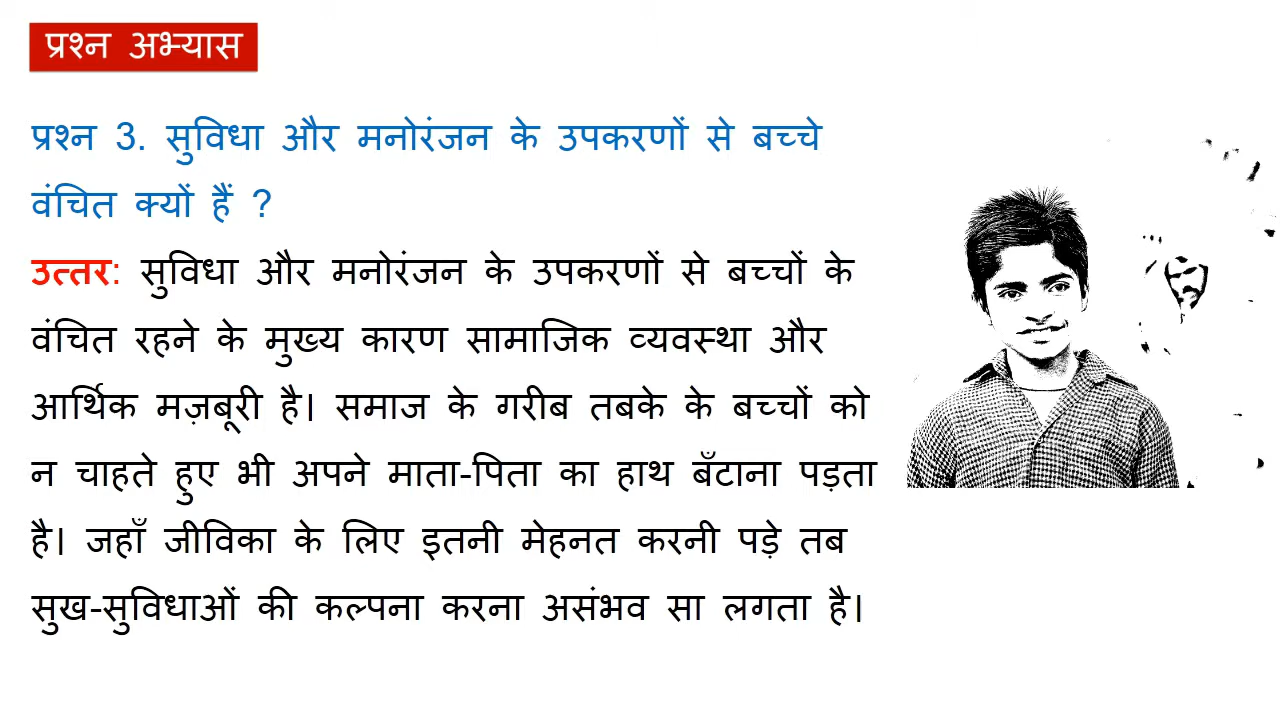 प्रश्न अभ्यास
प्रश्न 3. सुविधा और मनोरंजन के उपकरणों से बच्चे
वंचित क्यों हैं ?
उत्तर: सुविधा और मनोरंजन के उपकरणों से बच्चों के
वंचित रहने के मुख्य कारण सामाजिक व्यवस्था और
आर्थिक मज़बूरी है। समाज के गरीब तबके के बच्चों को
न चाहते हुए भी अपने माता-पिता का हाथ बँटाना पड़ता
है। जहाँ जीविका के लिए इतनी मेहनत करनी पड़े तब
सुख-सुविधाओं की कल्पना करना असंभव सा लगता है।